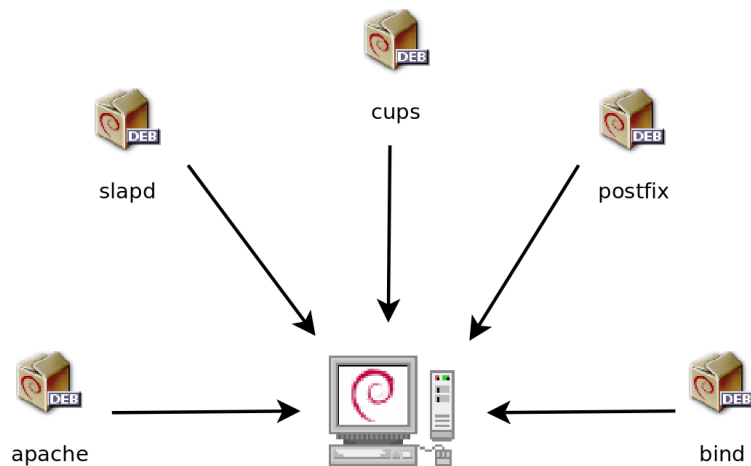 DEB
cups
DEB
slapd
DEB
postfix
DEB
apache
DEB
bind